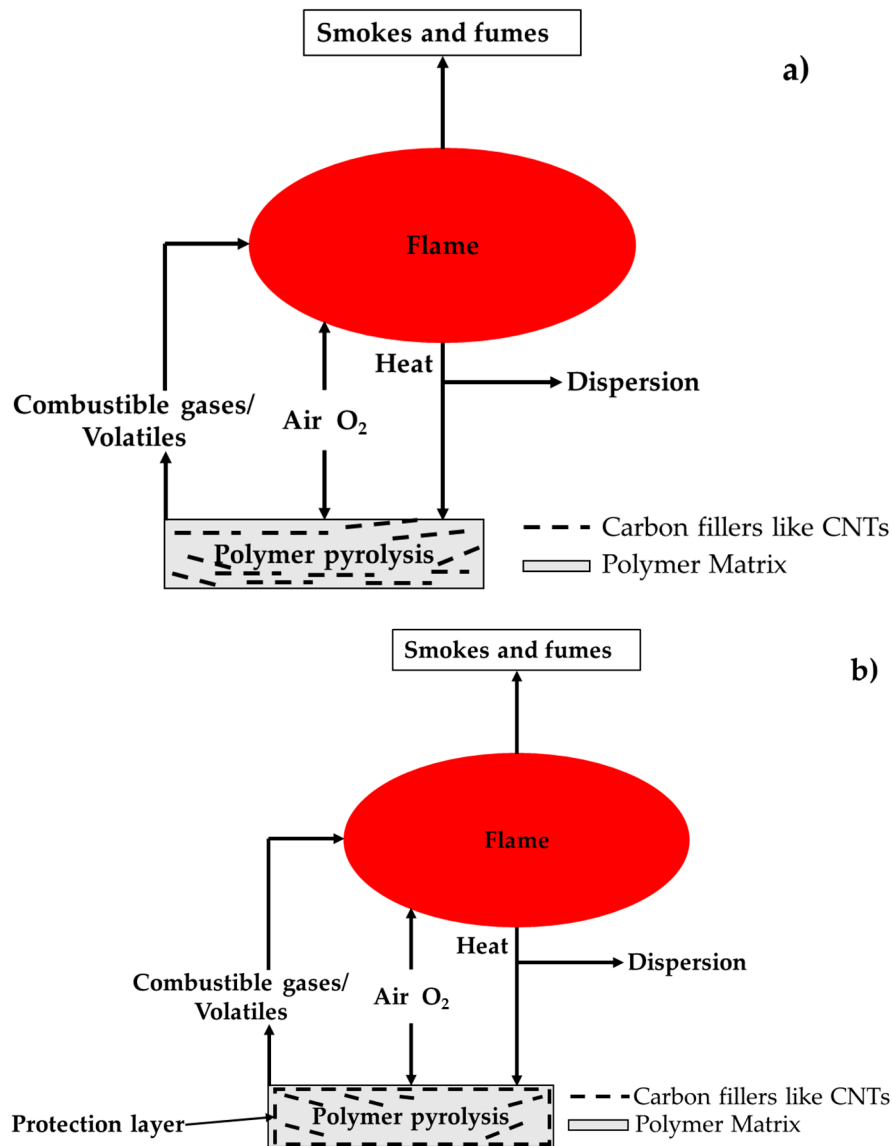 Smokes and fumes
a)
Flame
Heat
Dispersion
Combustible gases/
Volatiles
Air O₂
Carbon fillers like CNTs
Polymer pyrolysis
Polymer Matrix
Smokes and fumes
b)
Flame
Heat
Dispersion
Combustible gases/
Volatiles
Air O₂
Carbon fillers like CNTs
Protection layer
Polymer pyrolysis
Polymer Matrix